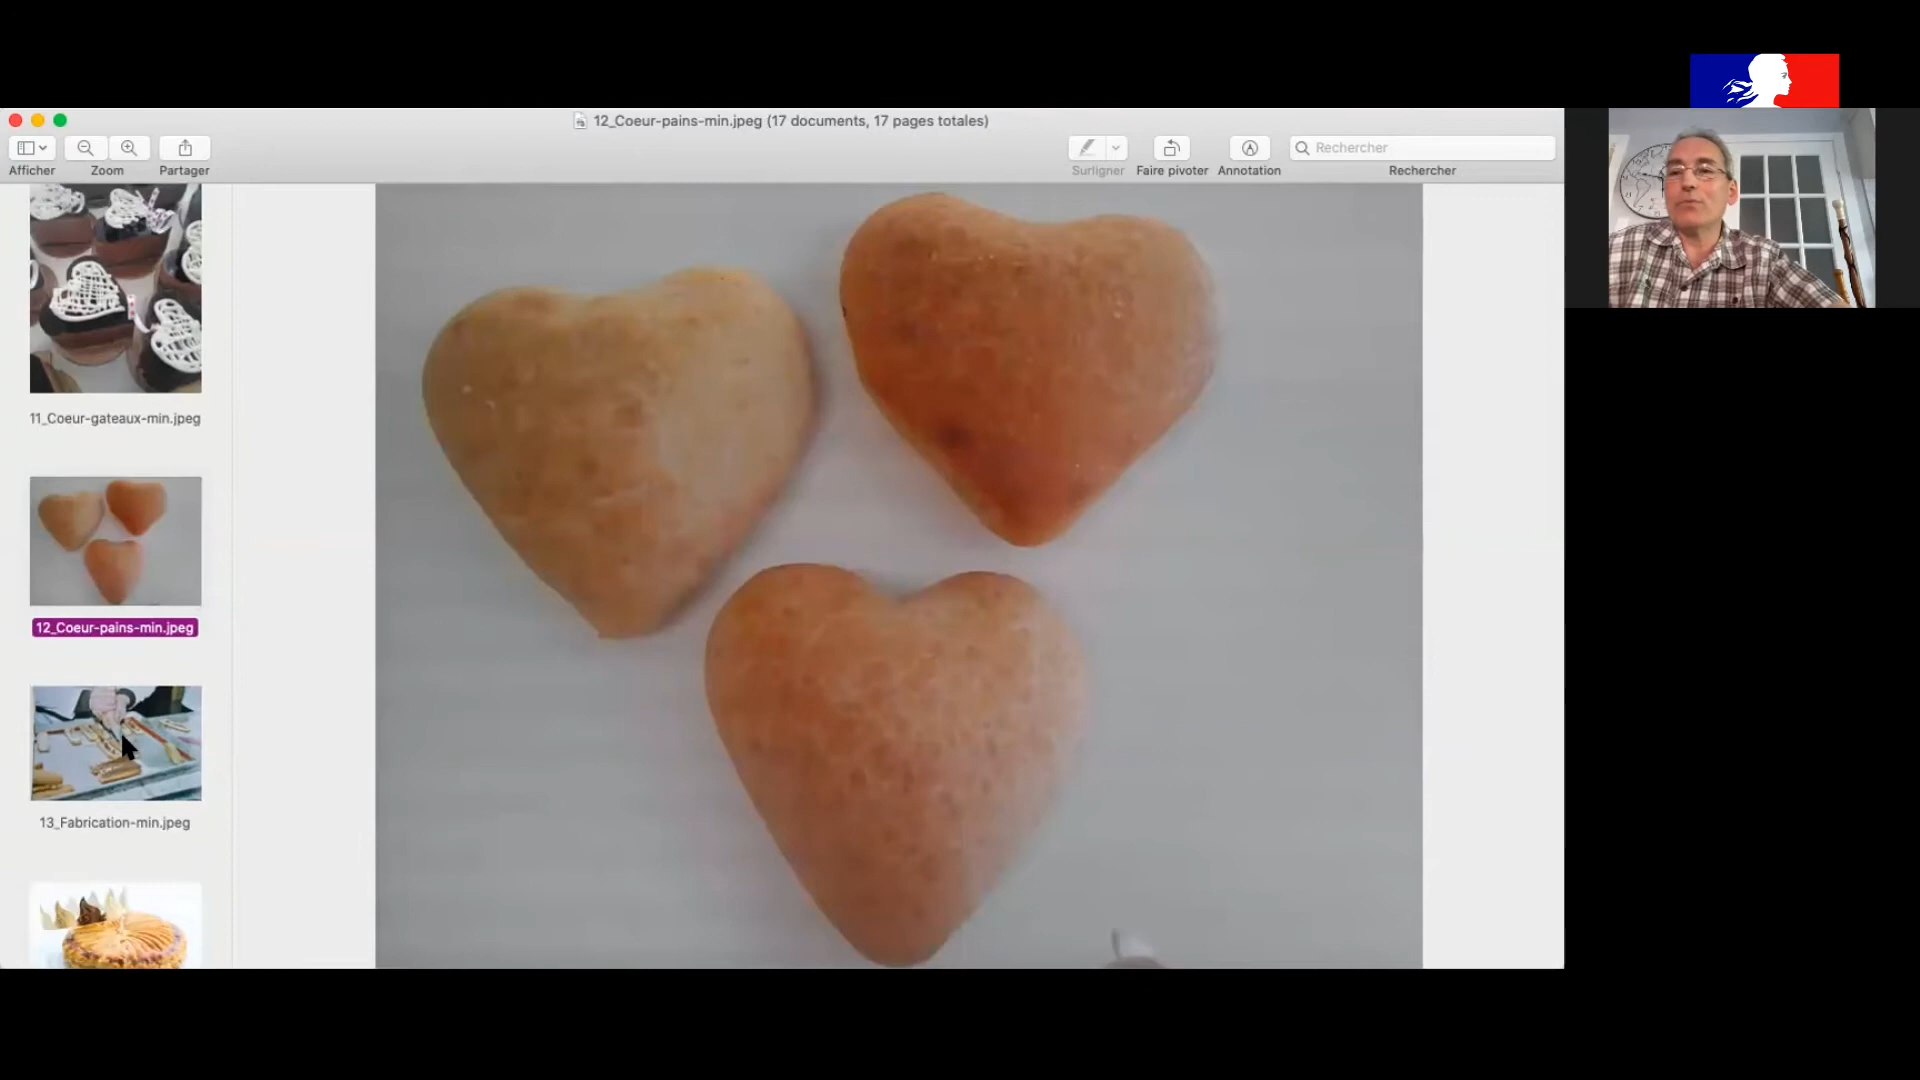 12_Coeur-pains-min.jpeg (17 documents, 17 pages totales)
Rechercher
Afficher
Zoom
Partager
Surligner
Faire pivoter
Annotation
Rechercher
11_Coeur-gateaux-min.jpeg
12_Coeur-pains-min.jpeg
13_Fabrication-min.jpeg